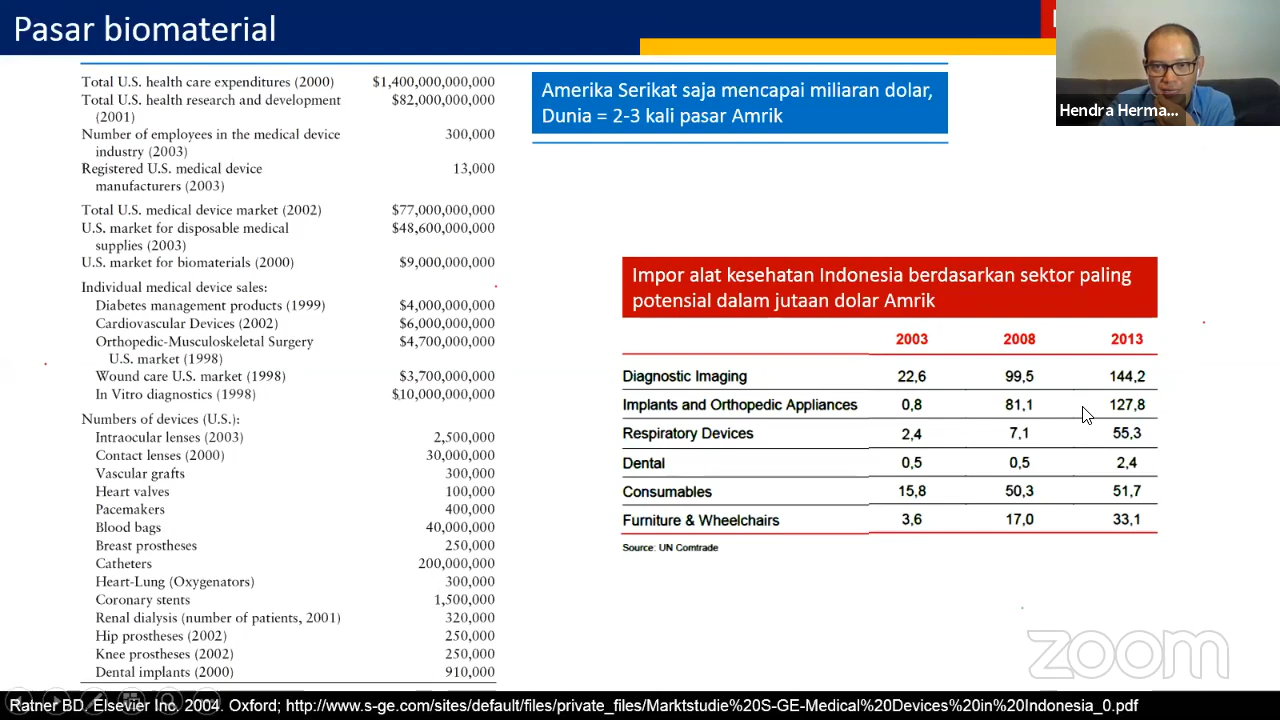 Pasar biomaterial
Total U.S. health care expenditures (2000) $1,400,000,000,000
Total U.S. health research and development $82,000,000,000
(2001)
Number of employees in the medical device 300,000
industry (2003)
Registered U.S. medical device 13,000
manufacturers (2003)
Total U.S. medical device market (2002) $77,000,000,000
U.S. market for disposable medical $48,600,000,000
supplies (2003)
U.S. market for biomaterials (2000) $9,000,000,000
Individual medical device sales:
Diabetes management products (1999) $4,000,000,000
Cardiovascular Devices (2002) $6,000,000,000
Orthopedic-Musculoskeletal Surgery $4,700,000,000
U.S. market (1998)
Wound care U.S. market (1998) $3,700,000,000
In Vitro diagnostics (1998) $10,000,000,000
Numbers of devices (U.S.):
Intraocular lenses (2003) 2,500,000
Contact lenses (2000) 30,000,000
Vascular grafts 300,000
Heart valves 100,000
Pacemakers 400,000
Blood bags 40,000,000
Breast prostheses 250,000
Catheters 200,000,000
Heart-Lung (Oxygenators) 300,000
Coronary stents 1,500,000
Renal dialysis (number of patients, 2001) 320,000
Hip prostheses (2002) 250,000
Knee prostheses (2002) 250,000
Dental implants (2000) 910,000
Amerika Serikat saja mencapai miliaran dolar,
Dunia = 2-3 kali pasar Amrik
Hendra Herma...
Impor alat kesehatan Indonesia berdasarkan sektor paling
potensial dalam jutaan dolar Amrik
2003 2008 2013
Diagnostic Imaging 22,6 99,5 144,2
Implants and Orthopedic Appliances 0,8 81,1 127,8
Respiratory Devices 2,4 7,1 55,3
Dental 0,5 0,5 2,4
Consumables 15,8 50,3 51,7
Furniture & Wheelchairs 3,6 17,0 33,1
Source: UN Comtrade
zoom
Ratner BD. Elsevier Inc. 2004. Oxford; http://www.s-ge.com/sites/default/files/private_files/Marktstudie%20S-GE-Medical%20Devices%20in%20Indonesia_0.pdf